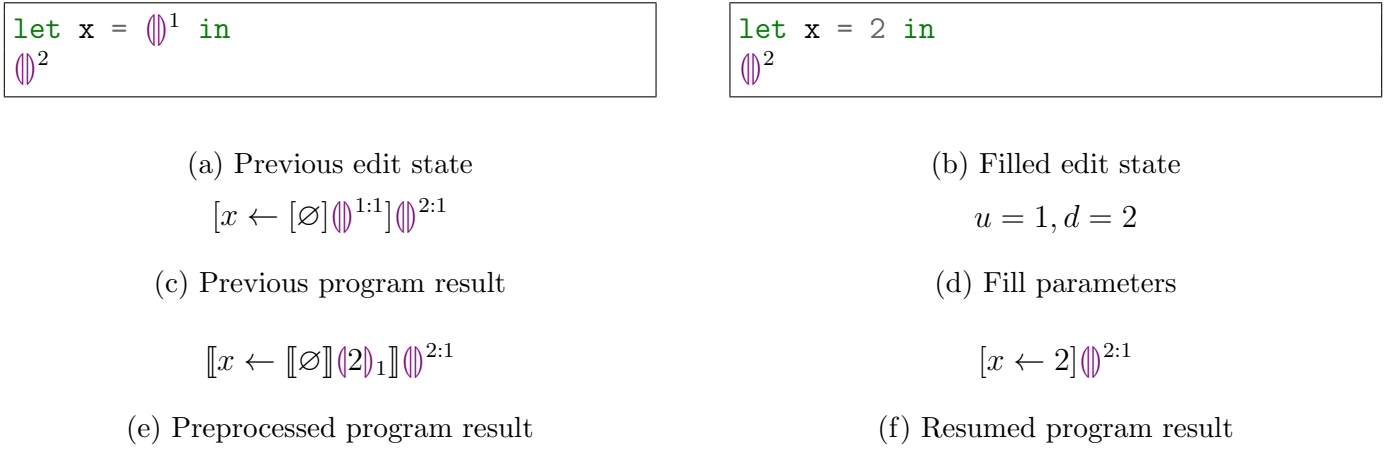 let x = ⦇⦈¹ in
⦇⦈²
let x = 2 in
⦇⦈²
(a) Previous edit state
(b) Filled edit state
[x ← [∅]⦇⦈^{1:1}]⦇⦈^{2:1}
u = 1, d = 2
(c) Previous program result
(d) Fill parameters
⟦x ← ⟦∅⟧⦇2⦈₁⟧⦇⦈^{2:1}
[x ← 2]⦇⦈^{2:1}
(e) Preprocessed program result
(f) Resumed program result